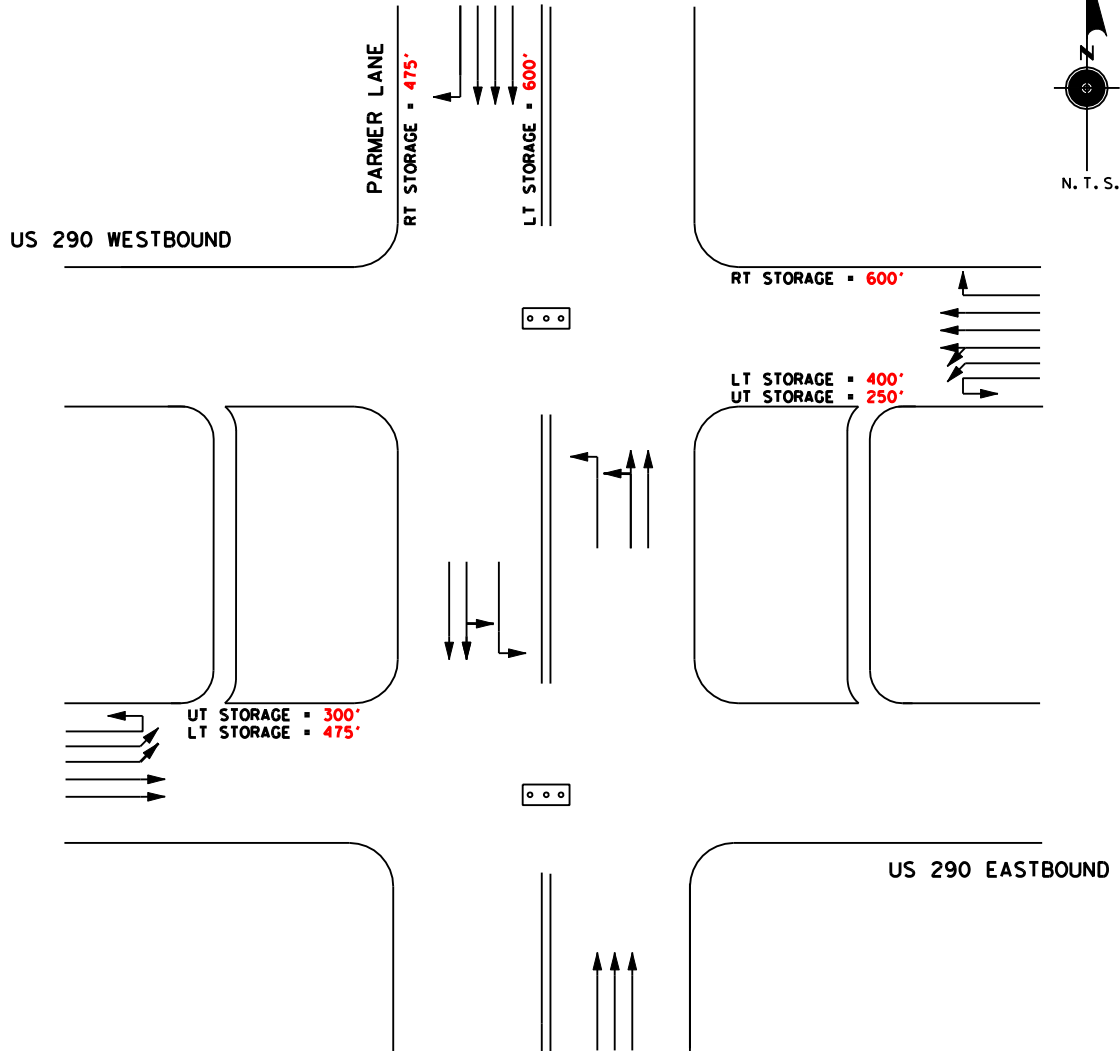 PARMER LANE
RT STORAGE = 475'
LT STORAGE = 600'
N
N.T.S.
US 290 WESTBOUND
RT STORAGE = 600'
LT STORAGE = 400'
UT STORAGE = 250'
UT STORAGE = 300'
LT STORAGE = 475'
US 290 EASTBOUND